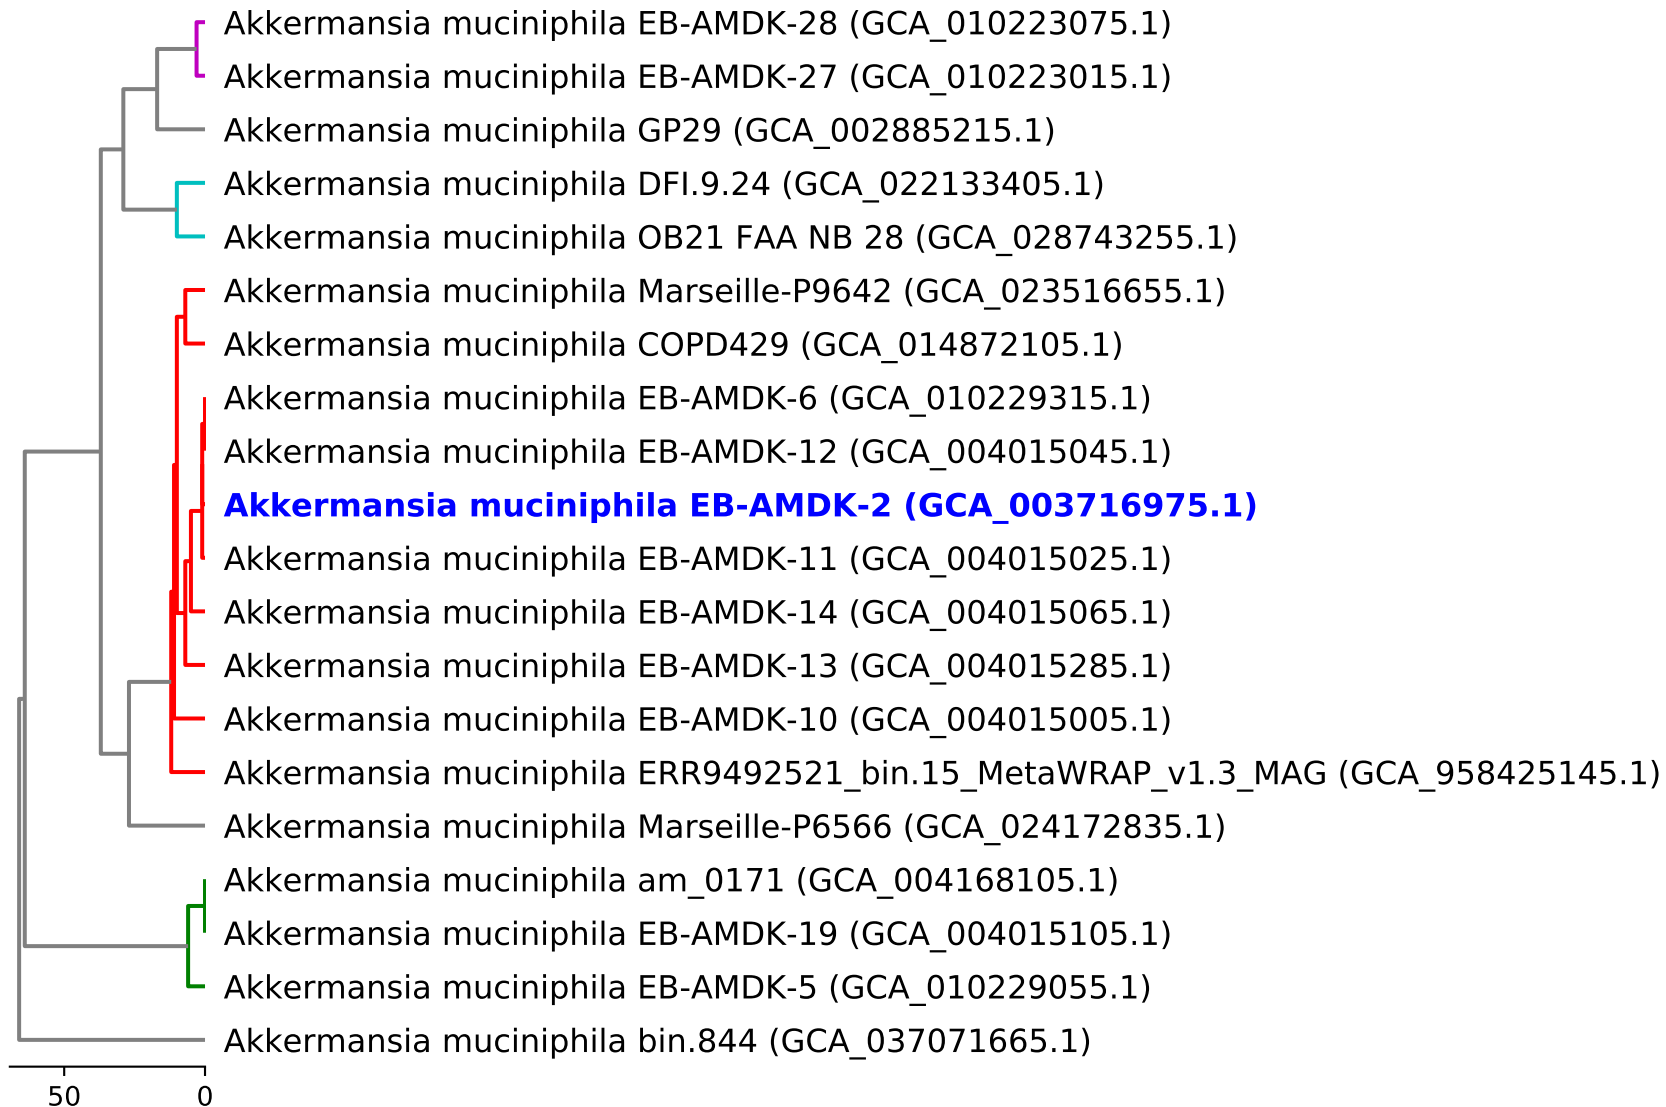 Akkermansia muciniphila EB-AMDK-28 (GCA_010223075.1)
Akkermansia muciniphila EB-AMDK-27 (GCA_010223015.1)
Akkermansia muciniphila GP29 (GCA_002885215.1)
Akkermansia muciniphila DFI.9.24 (GCA_022133405.1)
Akkermansia muciniphila OB21 FAA NB 28 (GCA_028743255.1)
Akkermansia muciniphila Marseille-P9642 (GCA_023516655.1)
Akkermansia muciniphila COPD429 (GCA_014872105.1)
Akkermansia muciniphila EB-AMDK-6 (GCA_010229315.1)
Akkermansia muciniphila EB-AMDK-12 (GCA_004015045.1)
Akkermansia muciniphila EB-AMDK-2 (GCA_003716975.1)
Akkermansia muciniphila EB-AMDK-11 (GCA_004015025.1)
Akkermansia muciniphila EB-AMDK-14 (GCA_004015065.1)
Akkermansia muciniphila EB-AMDK-13 (GCA_004015285.1)
Akkermansia muciniphila EB-AMDK-10 (GCA_004015005.1)
Akkermansia muciniphila ERR9492521_bin.15_MetaWRAP_v1.3_MAG (GCA_958425145.1)
Akkermansia muciniphila Marseille-P6566 (GCA_024172835.1)
Akkermansia muciniphila am_0171 (GCA_004168105.1)
Akkermansia muciniphila EB-AMDK-19 (GCA_004015105.1)
Akkermansia muciniphila EB-AMDK-5 (GCA_010229055.1)
Akkermansia muciniphila bin.844 (GCA_037071665.1)
50 0